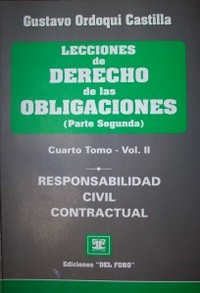 Gustavo Ordoqui Castilla
LECCIONES
de
DERECHO
de las
OBLIGACIONES
(Parte Segunda)
Cuarto Tomo - Vol. II
RESPONSABILIDAD
CIVIL
CONTRACTUAL
Ediciones "DEL FORO"